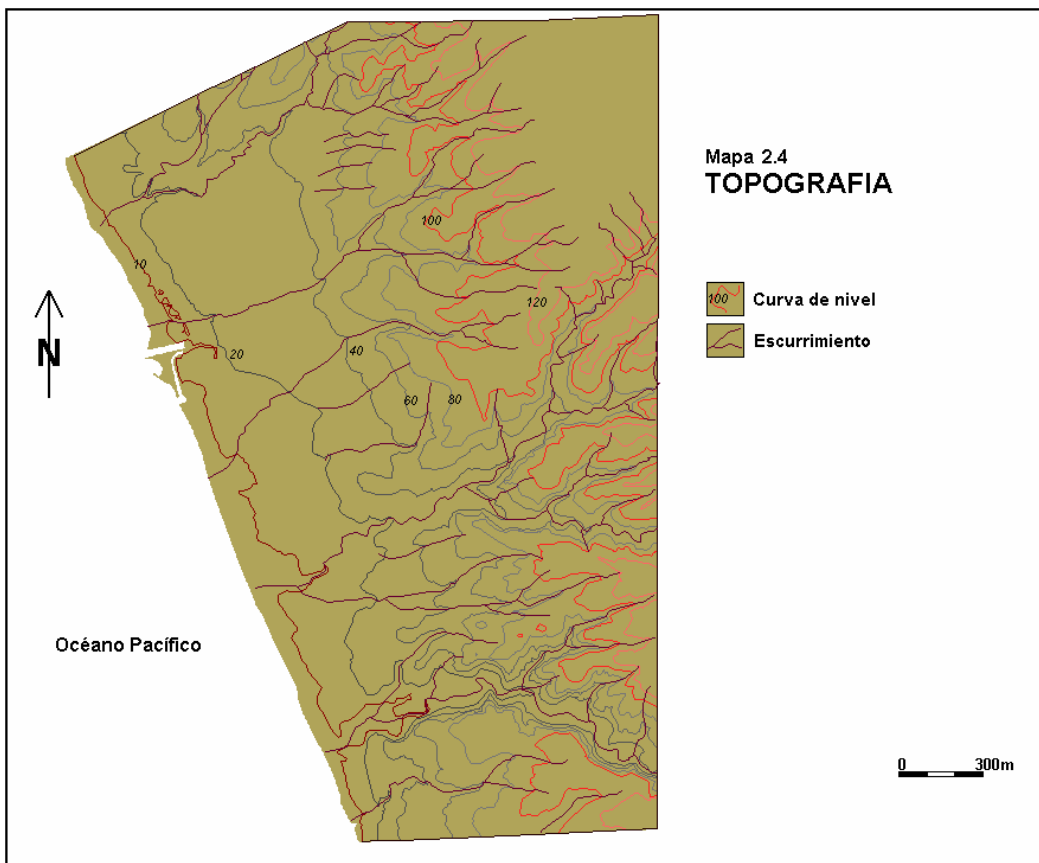 Mapa 2.4
TOPOGRAFIA
100
10
120
100 Curva de nivel
Escurrimiento
N
20
40
60
80
Océano Pacífico
0 300m